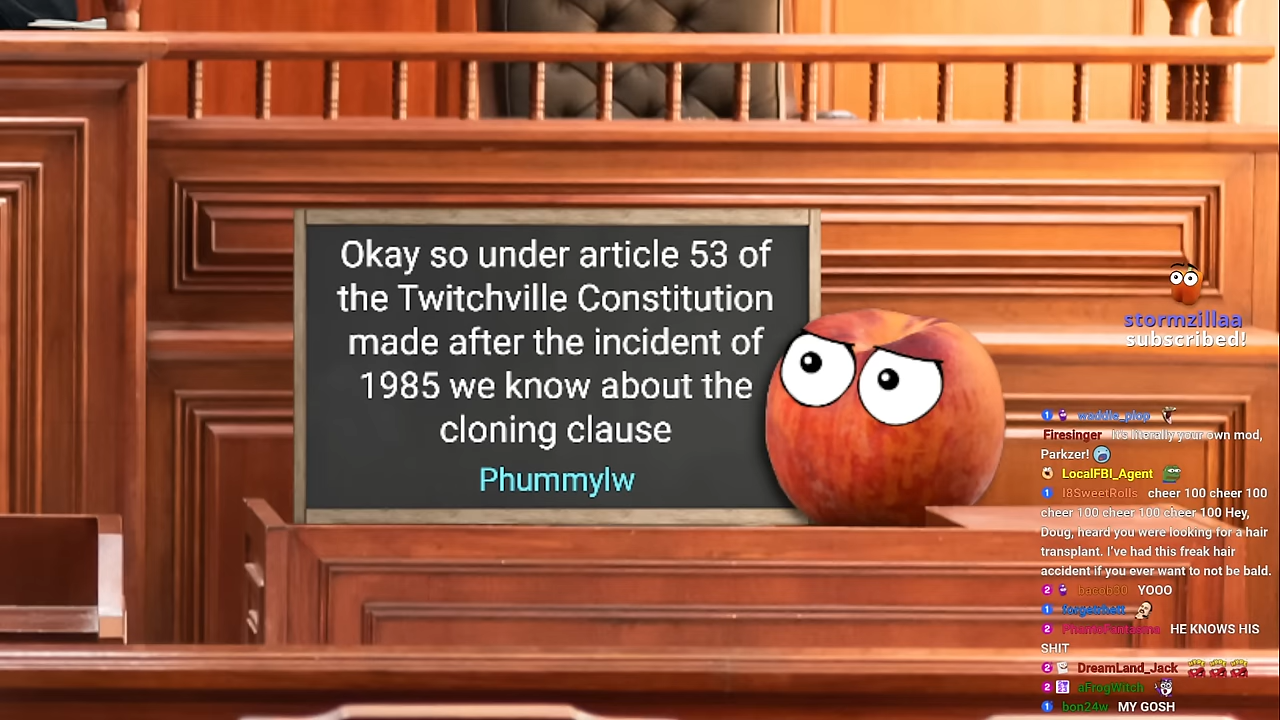 Okay so under article 53 of
the Twitchville Constitution
made after the incident of
1985 we know about the
cloning clause
Phummylw
stormzillaa
subscribed!
waddle_plop
Firesinger It's literally your own mod,
Parkzer!
LocalFBI_Agent
I8SweetRolls cheer 100 cheer 100
cheer 100 cheer 100 cheer 100 Hey,
Doug, heard you were looking for a hair
transplant. I've had this freak hair
accident if you ever want to not be bald.
bacob30 YOOO
HE KNOWS HIS
SHIT
DreamLand_Jack
aFrogWitch
bon24w MY GOSH